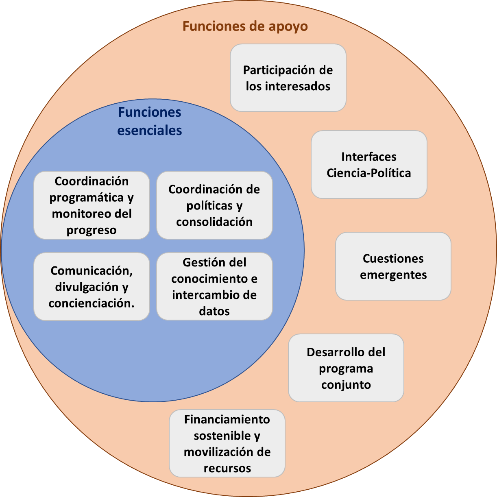 Funciones de apoyo
Participación de
los interesados
Funciones
esenciales
Interfaces
Ciencia-Política
Coordinación
programática y
monitoreo del
progreso
Coordinación de
políticas y
consolidación
Cuestiones
emergentes
Comunicación,
divulgación y
concienciación.
Gestión del
conocimiento e
intercambio de
datos
Desarrollo del
programa
conjunto
Financiamiento
sostenible y
movilización de
recursos